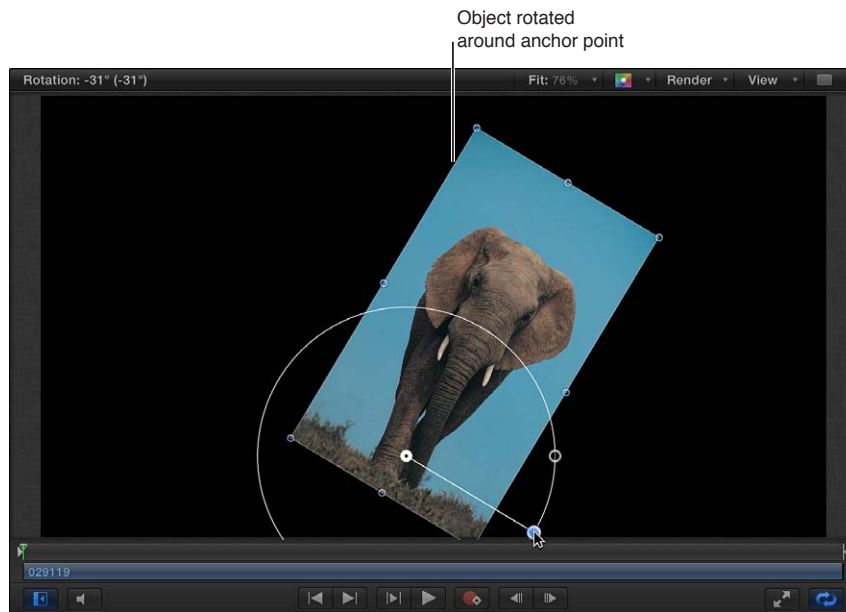 Object rotated
around anchor point
Rotation: -31° (-31°)
Fit: 76%
Render
View
029119